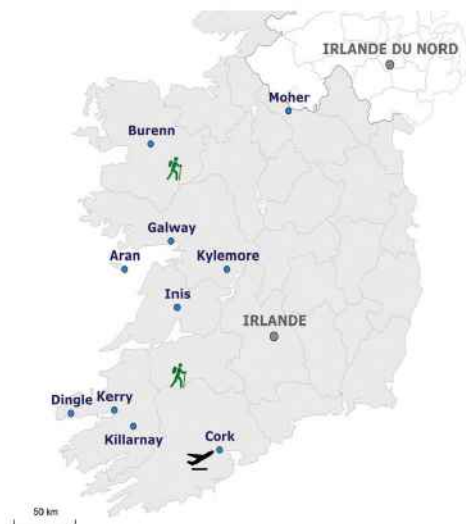 IRLANDE DU NORD
Moher
Burenn
Galway
Aran
Kylemore
Inis
IRLANDE
Dingle
Kerry
Killarnay
Cork
50 km